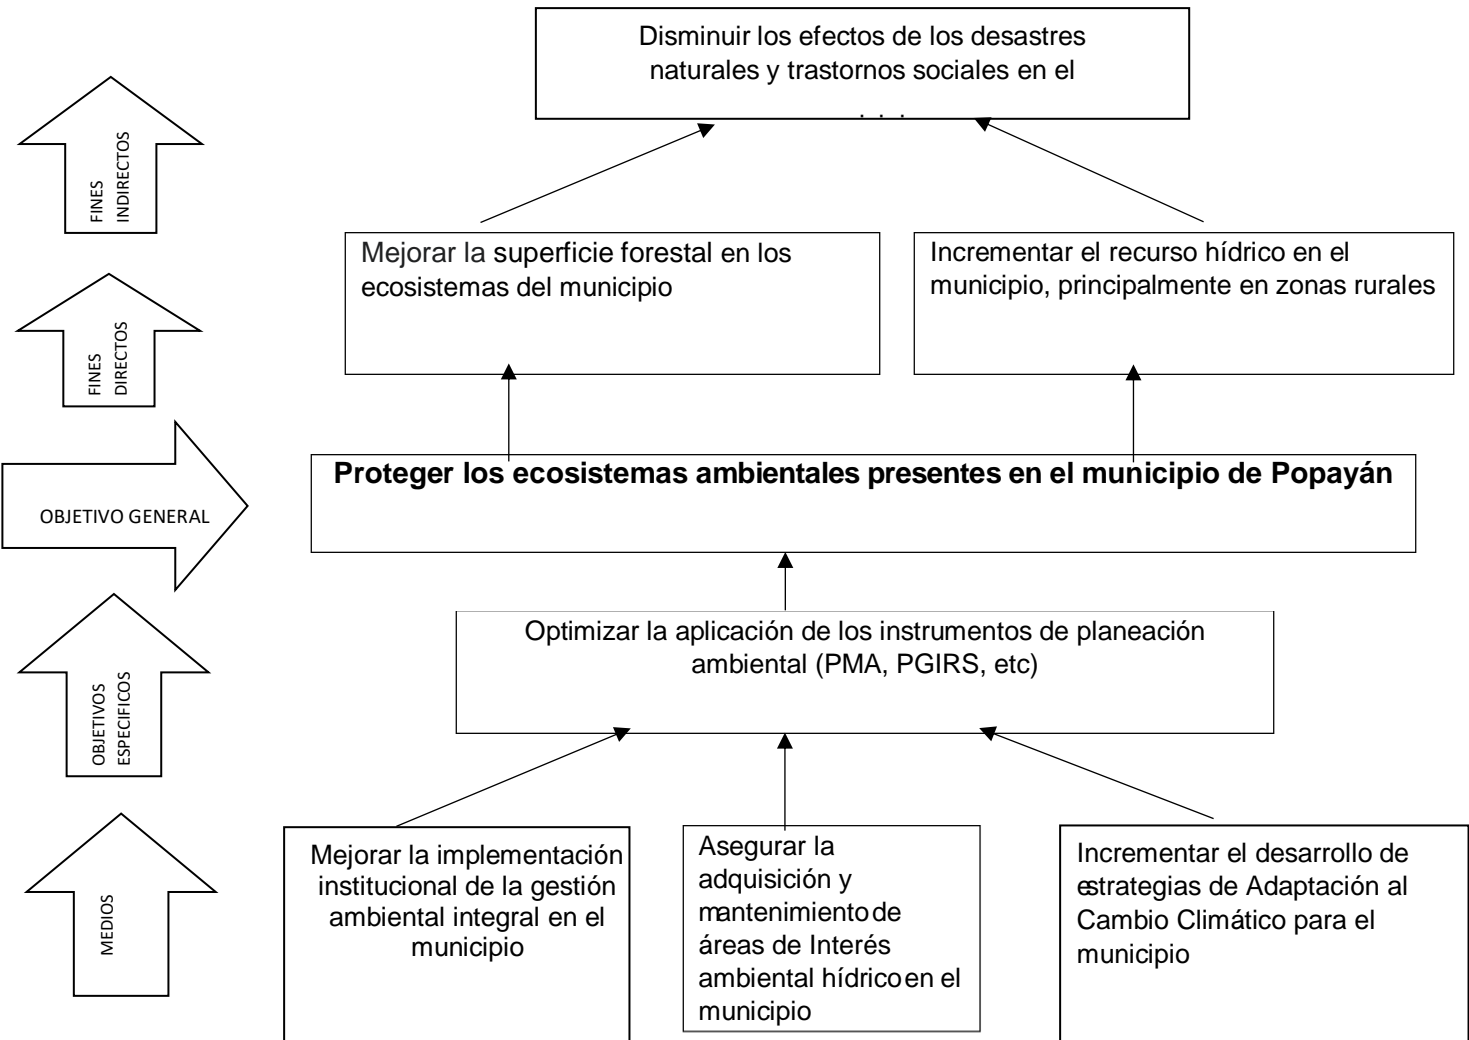 Disminuir los efectos de los desastres
naturales y trastornos sociales en el
FINES
INDIRECTOS
Mejorar la superficie forestal en los
ecosistemas del municipio
Incrementar el recurso hídrico en el
municipio, principalmente en zonas rurales
FINES
DIRECTOS
Proteger los ecosistemas ambientales presentes en el municipio de Popayán
OBJETIVO GENERAL
Optimizar la aplicación de los instrumentos de planeación
ambiental (PMA, PGIRS, etc)
OBJETIVOS
ESPECIFICOS
Mejorar la implementación
institucional de la gestión
ambiental integral en el
municipio
Asegurar la
adquisición y
mantenimiento de
áreas de Interés
ambiental hídrico en el
municipio
Incrementar el desarrollo de
estrategias de Adaptación al
Cambio Climático para el
municipio
MEDIOS